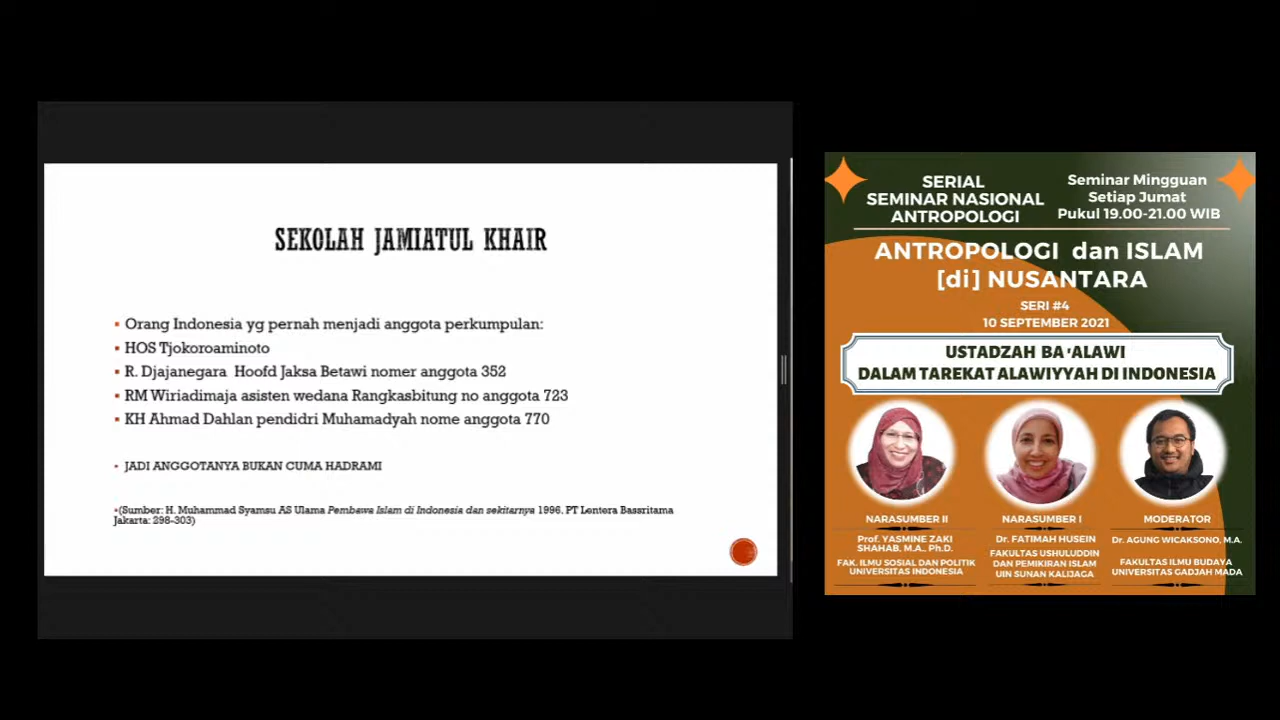 SEKOLAH JAMIATUL KHAIR
Orang Indonesia yg pernah menjadi anggota perkumpulan:
HOS Tjokoroaminoto
R. Djajanegara Hoofd Jaksa Betawi nomer anggota 352
RM Wiriadimaja asisten wedana Rangkasbitung no anggota 723
KH Ahmad Dahlan pendidri Muhamadyah nome anggota 770
JADI ANGGOTANYA BUKAN CUMA HADRAMI
(Sumber: H. Muhammad Syamsu AS Ulama Pembawa Islam di Indonesia dan sekitarnya 1996, PT Lentera Bassritama
Jakarta: 298-303)
SERIAL
SEMINAR NASIONAL
ANTROPOLOGI
Seminar Mingguan
Setiap Jumat
Pukul 19.00-21.00 WIB
ANTROPOLOGI dan ISLAM
[di] NUSANTARA
SERI #4
10 SEPTEMBER 2021
USTADZAH BA 'ALAWI
DALAM TAREKAT ALAWIYYAH DI INDONESIA
NARASUMBER II
Prof. YASMINE ZAKI
SHAHAB, M.A., Ph.D.
FAK. ILMU SOSIAL DAN POLITIK
UNIVERSITAS INDONESIA
NARASUMBER I
Dr. FATIMAH HUSEIN
FAKULTAS USHULUDDIN
DAN PEMIKIRAN ISLAM
UIN SUNAN KALIJAGA
MODERATOR
Dr. AGUNG WICAKSONO, M.A.
FAKULTAS ILMU BUDAYA
UNIVERSITAS GADJAH MADA